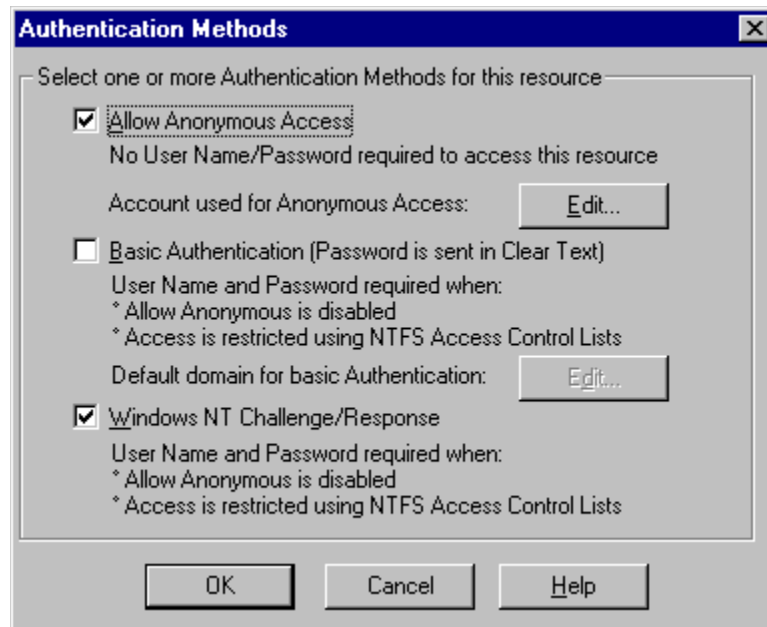 Authentication Methods
Select one or more Authentication Methods for this resource
Allow Anonymous Access
No User Name/Password required to access this resource
Account used for Anonymous Access: Edit...
Basic Authentication (Password is sent in Clear Text)
User Name and Password required when:
* Allow Anonymous is disabled
* Access is restricted using NTFS Access Control Lists
Default domain for basic Authentication: Edit...
Windows NT Challenge/Response
User Name and Password required when:
* Allow Anonymous is disabled
* Access is restricted using NTFS Access Control Lists
OK Cancel Help